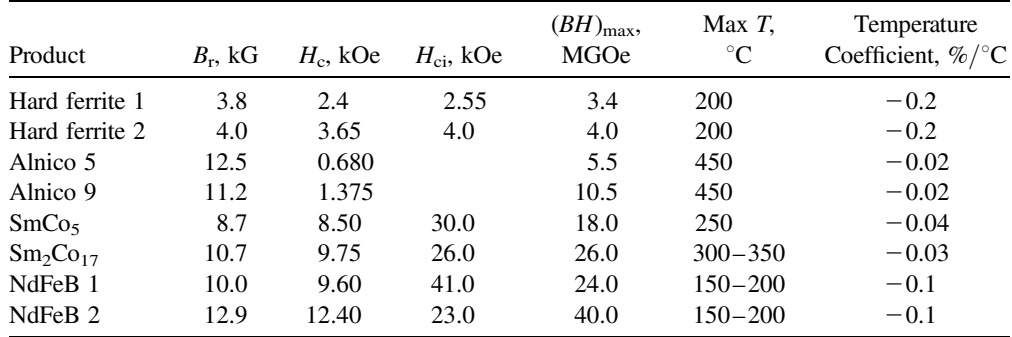 (BH)max, Max T, Temperature
Product Br, kG Hc, kOe Hci, kOe MGOe °C Coefficient, %/°C
Hard ferrite 1 3.8 2.4 2.55 3.4 200 −0.2
Hard ferrite 2 4.0 3.65 4.0 4.0 200 −0.2
Alnico 5 12.5 0.680 5.5 450 −0.02
Alnico 9 11.2 1.375 10.5 450 −0.02
SmCo5 8.7 8.50 30.0 18.0 250 −0.04
Sm2Co17 10.7 9.75 26.0 26.0 300–350 −0.03
NdFeB 1 10.0 9.60 41.0 24.0 150–200 −0.1
NdFeB 2 12.9 12.40 23.0 40.0 150–200 −0.1